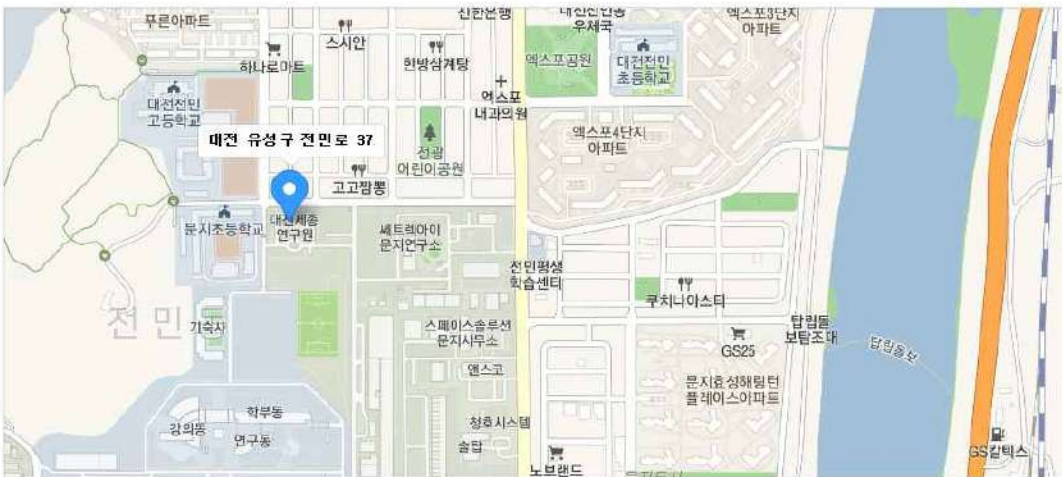 푸른아파트
스시안
하나로마트
한방삼계탕
신한은행
우체국
엑스포3단지
아파트
엑스포공원
대전전민
초등학교
대전전민
고등학교
엑스포
내과의원
대전 유성구 전민로 37
전광
어린이공원
엑스포4단지
아파트
고고짬뽕
문지초등학교
대전세종
연구원
쎄트렉아이
문지연구소
전민평생
학습센터
쿠치나아스티
전민
기숙사
스페이스솔루션
문지사무소
앤스코
GS25
탑립돌
보탐조대
탑립돌보
문지효성해링턴
플레이스아파트
학부동
강의동
연구동
청호시스템
솔탑
노브랜드
GS칼텍스